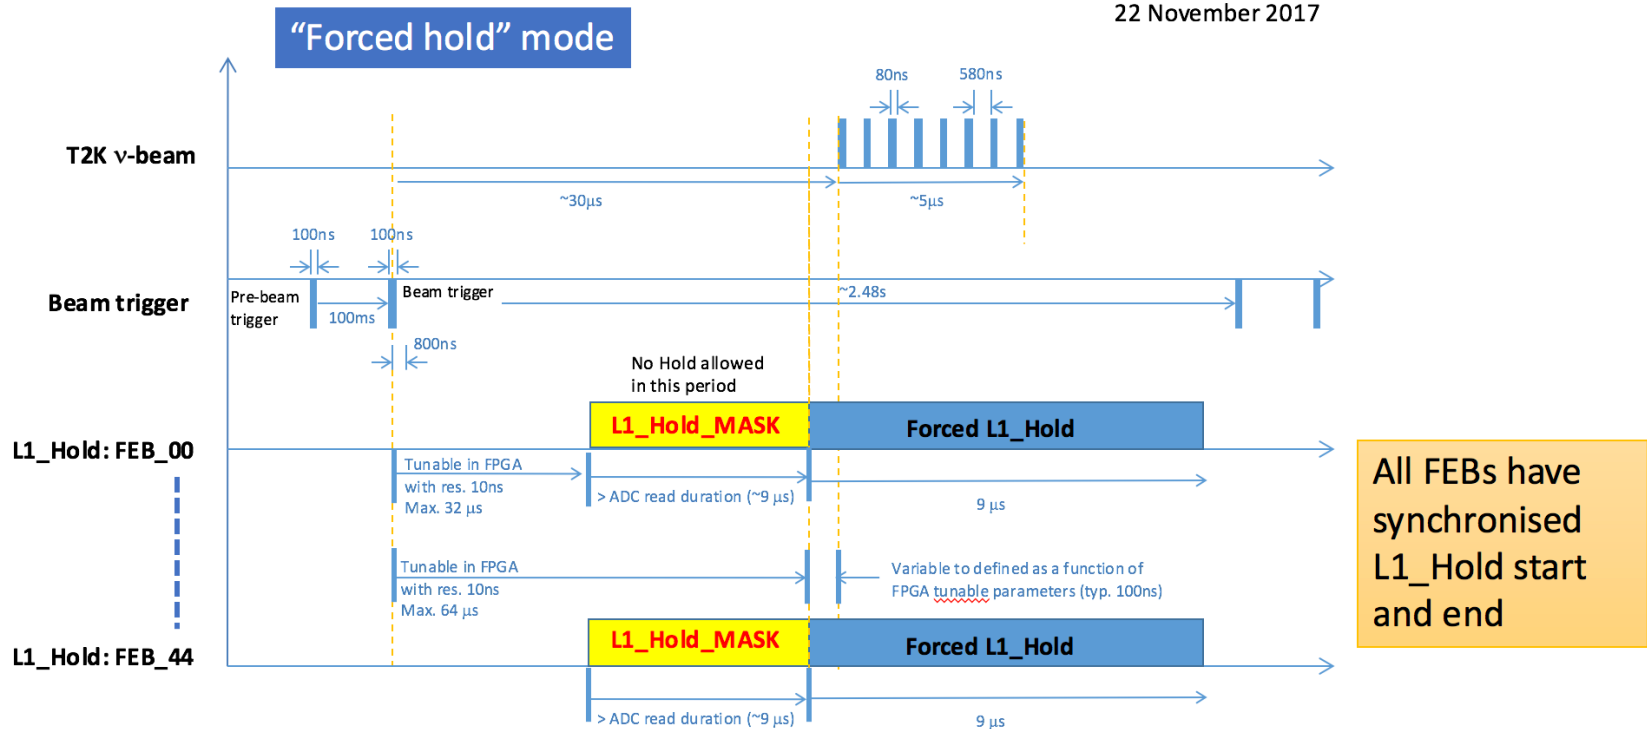 22 November 2017
“Forced hold” mode
80ns
580ns
T2K ν-beam
~30μs
~5μs
100ns
100ns
Beam trigger
Pre-beam
trigger
100ms
Beam trigger
~2.48s
800ns
No Hold allowed
in this period
L1_Hold_MASK
Forced L1_Hold
L1_Hold: FEB_00
Tunable in FPGA
with res. 10ns
Max. 32 μs
> ADC read duration (~9 μs)
9 μs
All FEBs have
synchronised
L1_Hold start
and end
Tunable in FPGA
with res. 10ns
Max. 64 μs
Variable to defined as a function of
FPGA tunable parameters (typ. 100ns)
L1_Hold_MASK
Forced L1_Hold
L1_Hold: FEB_44
> ADC read duration (~9 μs)
9 μs